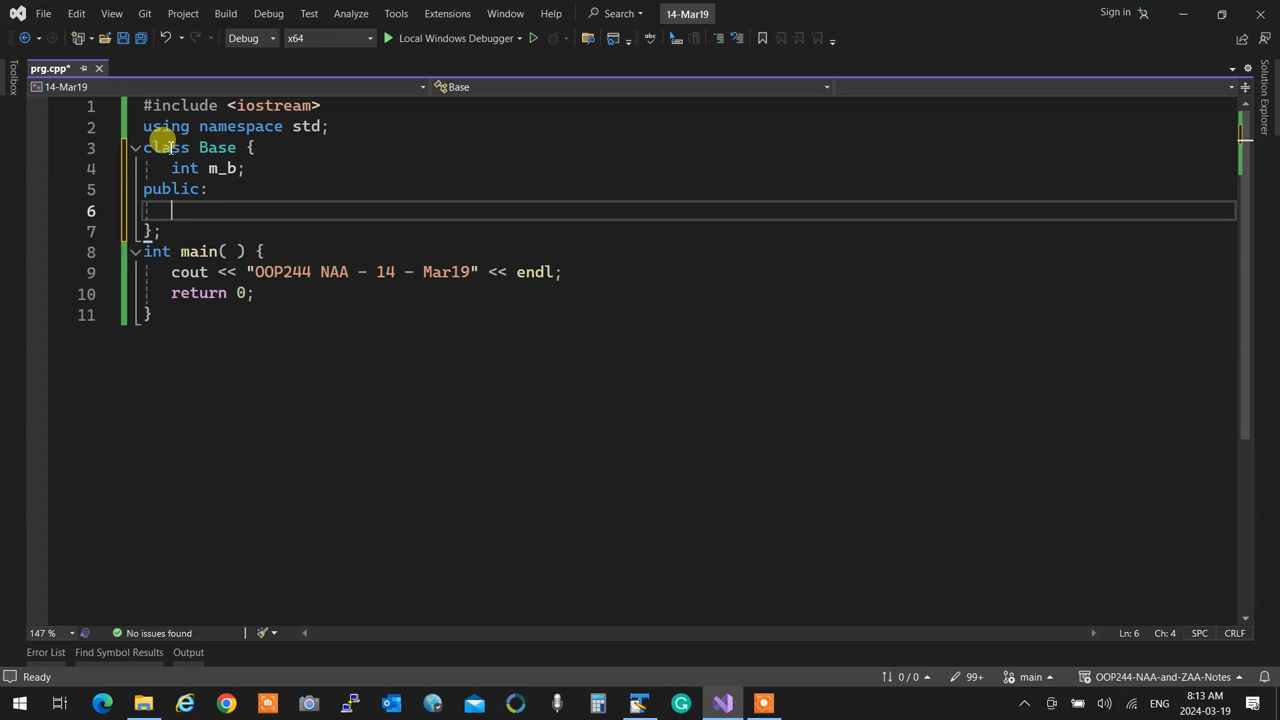 File Edit View Git Project Build Debug Test Analyze Tools Extensions Window Help Search 14-Mar19 Sign in
Debug x64 Local Windows Debugger
Toolbox
prg.cpp*
14-Mar19 Base
Solution Explorer
1 #include <iostream>
2 using namespace std;
3 class Base {
4 int m_b;
5 public:
6
7 };
8 int main( ) {
9 cout << "OOP244 NAA - 14 - Mar19" << endl;
10 return 0;
11 }
147 % No issues found Ln: 6 Ch: 4 SPC CRLF
Error List Find Symbol Results Output
Ready 0 / 0 99+ main OOP244-NAA-and-ZAA-Notes
ENG 8:13 AM
2024-03-19